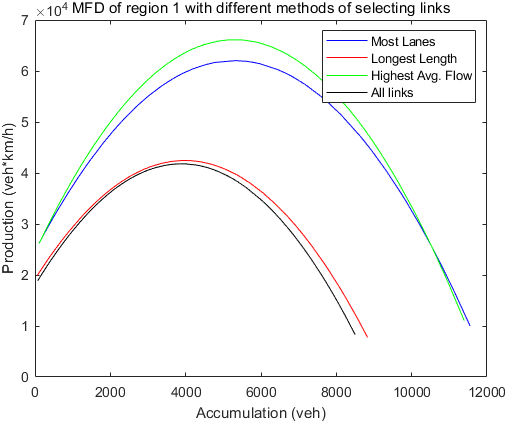 ×10⁴ MFD of region 1 with different methods of selecting links
7
6
5
4
3
2
1
0
Production (veh*km/h)
Most Lanes
Longest Length
Highest Avg. Flow
All links
0 2000 4000 6000 8000 10000 12000
Accumulation (veh)